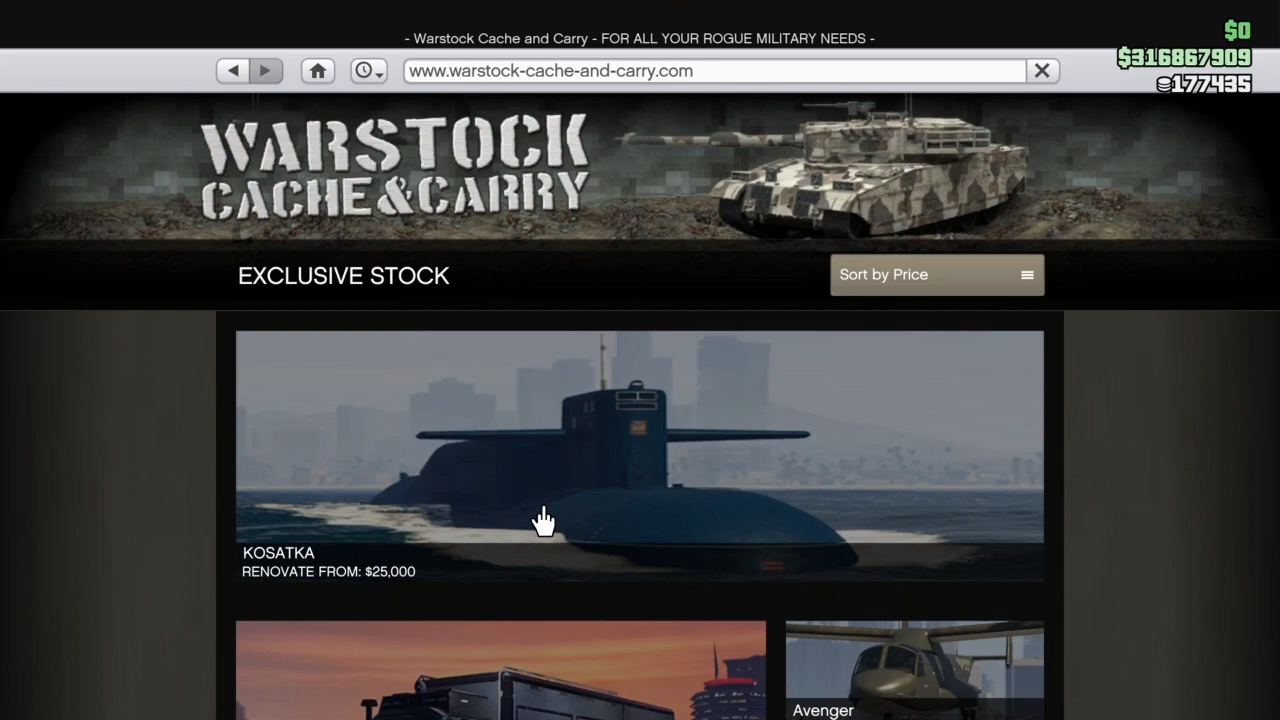 - Warstock Cache and Carry - FOR ALL YOUR ROGUE MILITARY NEEDS -
$0
$316867909
177435
www.warstock-cache-and-carry.com
WARSTOCK
CACHE&CARRY
EXCLUSIVE STOCK
Sort by Price
KOSATKA
RENOVATE FROM: $25,000
Avenger